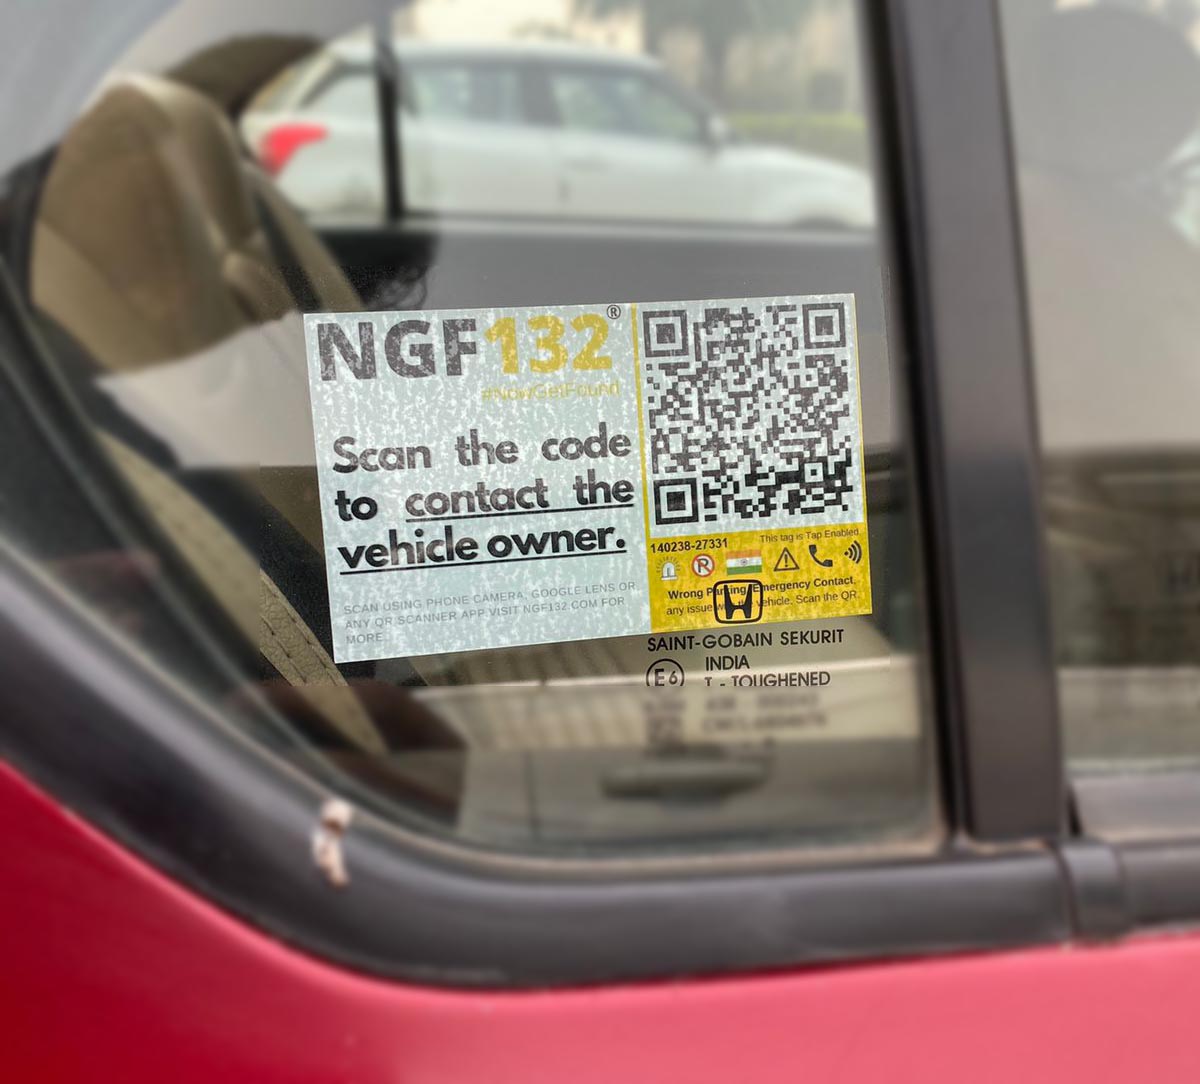 NGF132®
#NowGetFound
Scan the code
to contact the
vehicle owner.
SCAN USING PHONE CAMERA, GOOGLE LENS OR
ANY QR SCANNER APP.VISIT NGF132.COM FOR
MORE.
140238-27331
This tag is Tap Enabled.
Wrong Parking, Emergency Contact.
any issue vehicle. Scan the QR.
SAINT-GOBAIN SEKURIT
INDIA
E6 T - TOUGHENED